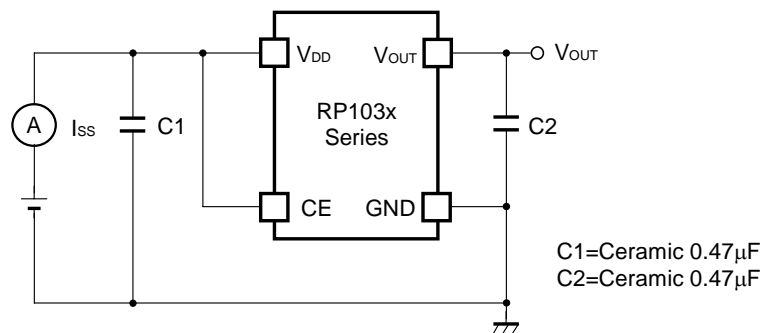 VDD
VOUT
VOUT
RP103x
Series
A
ISS
C1
C2
CE
GND
C1=Ceramic 0.47μF
C2=Ceramic 0.47μF